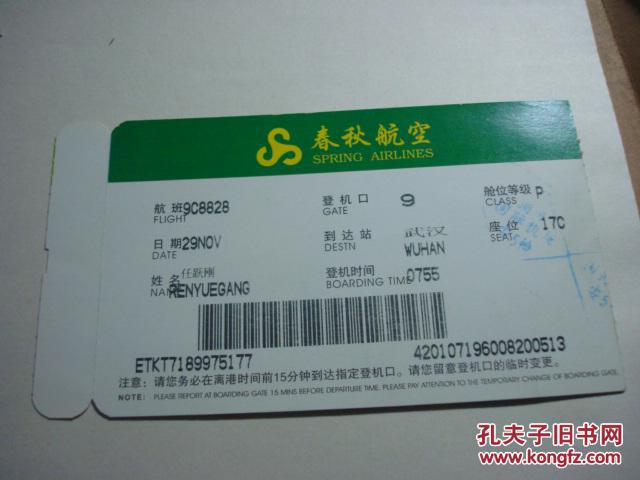 春秋航空
SPRING AIRLINES
航班 9C8828 登机口 9 舱位等级 P
FLIGHT GATE CLASS
日期 29NOV 到达站 武汉 座位 17C
DATE DESTN WUHAN SEAT
姓名 任跃刚 登机时间 0755
NAME RENYUEGANG BOARDING TIME
ETKT7189975177 420107196008200513
注意：请您务必在离港时间前15分钟到达指定登机口。请您留意登机口的临时变更。
NOTE: PLEASE REPORT AT BOARDING GATE 15 MINS BEFORE DEPARTURE TIME. PLEASE PAY ATTENTION TO THE TEMPORARY CHANGE OF BOARDING GATE.
孔夫子旧书网
www.kongfz.com